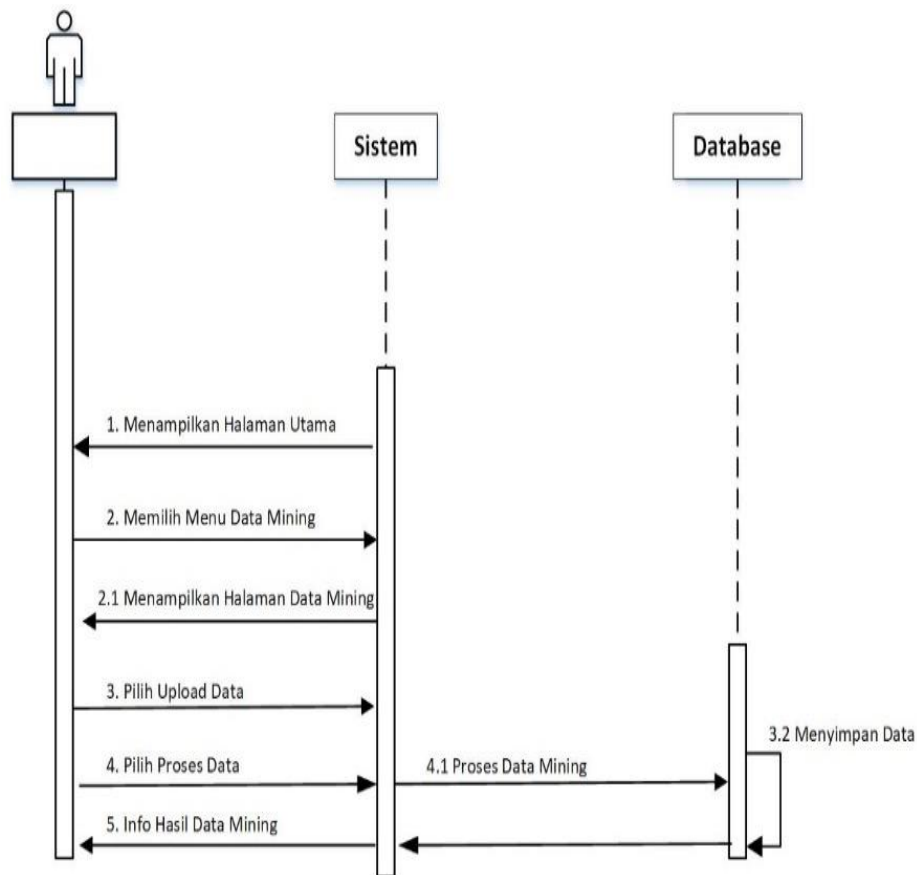 Sistem
Database
1. Menampilkan Halaman Utama
2. Memilih Menu Data Mining
2.1 Menampilkan Halaman Data Mining
3. Pilih Upload Data
3.2 Menyimpan Data
4. Pilih Proses Data
4.1 Proses Data Mining
5. Info Hasil Data Mining